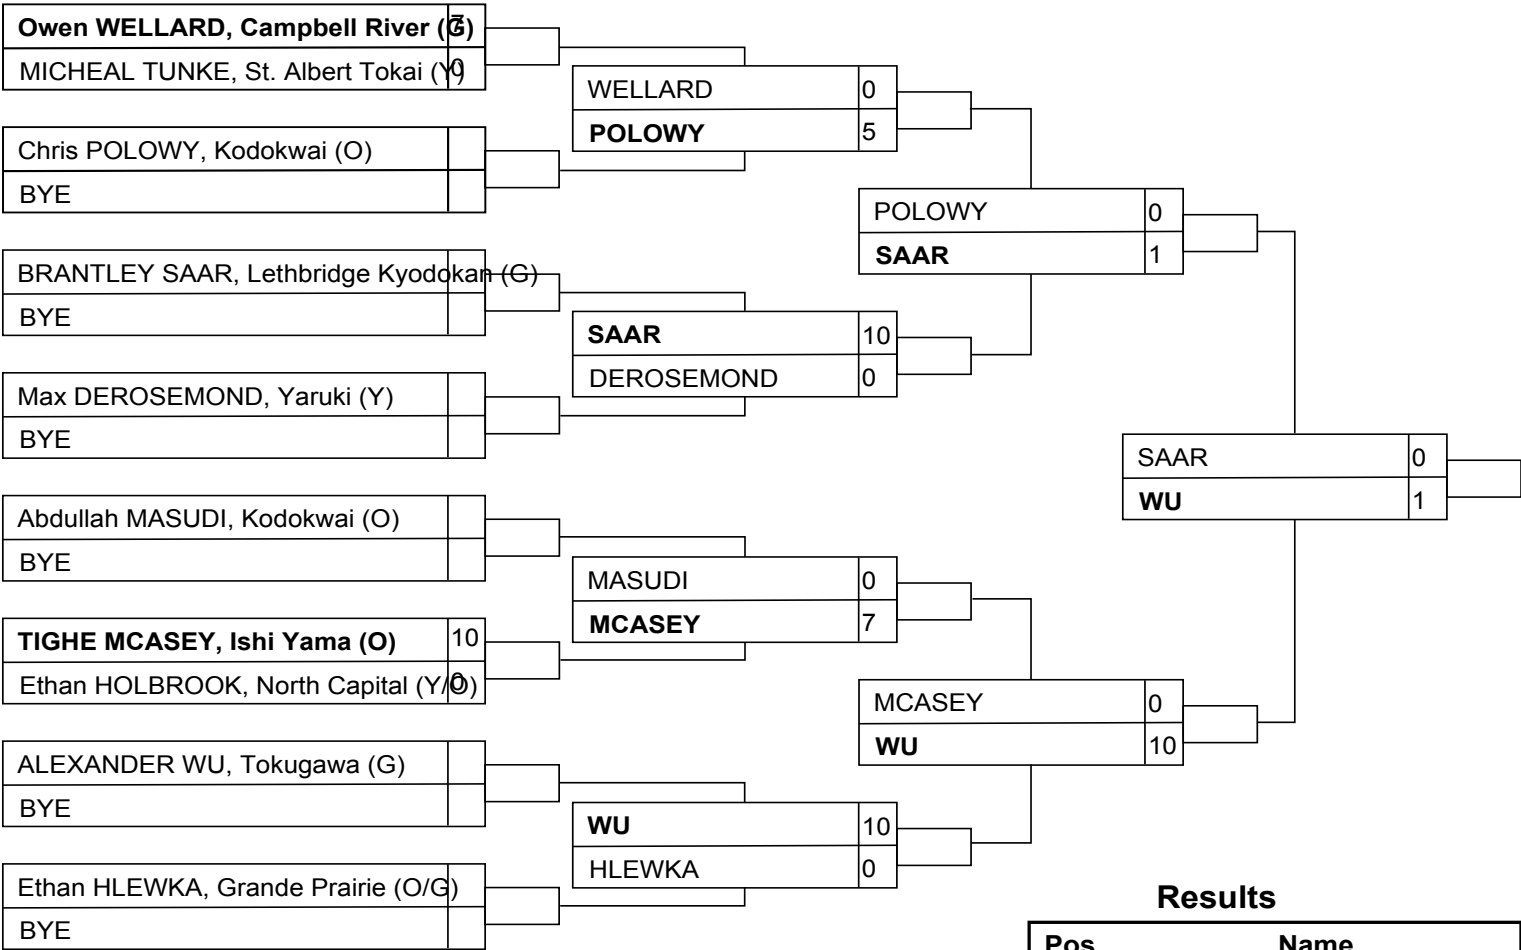 Owen WELLARD, Campbell River (G) 7
MICHEAL TUNKE, St. Albert Tokai (Y) 0
Chris POLOWY, Kodokwai (O)
BYE
BRANTLEY SAAR, Lethbridge Kyodokan (G)
BYE
Max DEROSEMOND, Yaruki (Y)
BYE
Abdullah MASUDI, Kodokwai (O)
BYE
TIGHE MCASEY, Ishi Yama (O) 10
Ethan HOLBROOK, North Capital (Y/O) 0
ALEXANDER WU, Tokugawa (G)
BYE
Ethan HLEWKA, Grande Prairie (O/G)
BYE
WELLARD 0
POLOWY 5
SAAR 10
DEROSEMOND 0
MASUDI 0
MCASEY 7
WU 10
HLEWKA 0
POLOWY 0
SAAR 1
MCASEY 0
WU 10
SAAR 0
WU 1
Results
Pos Name